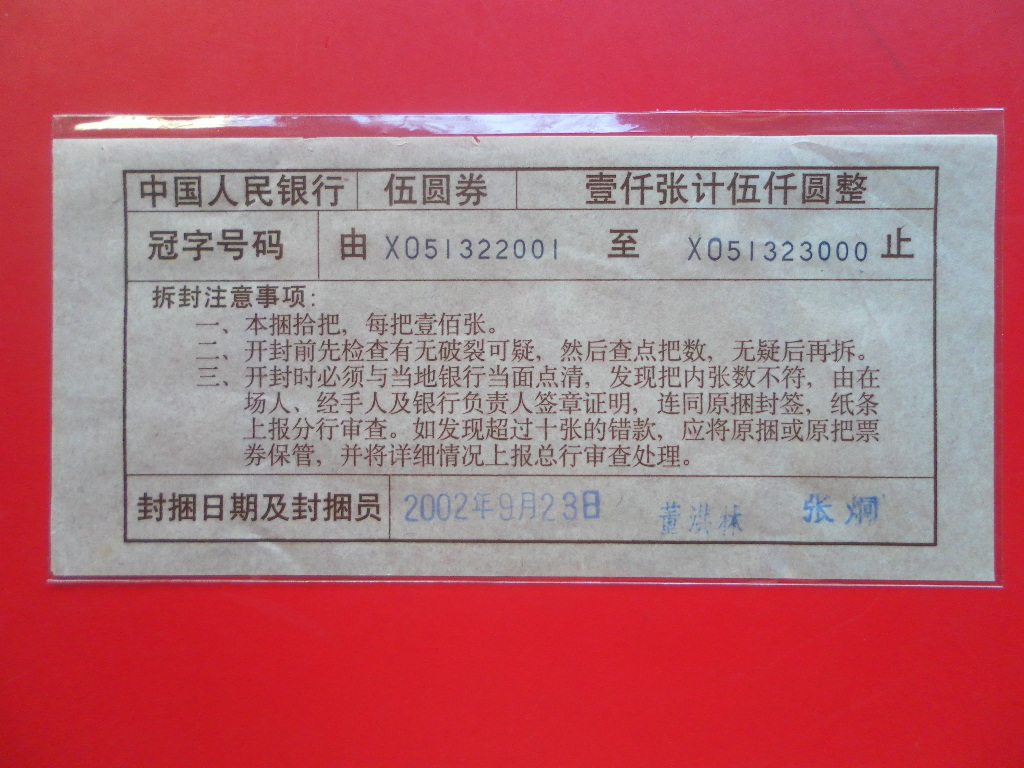 中国人民银行 伍圆券 壹仟张计伍仟圆整
冠字号码 由 X051322001 至 X051323000 止
拆封注意事项:
一、本捆拾把，每把壹佰张。
二、开封前先检查有无破裂可疑，然后查点把数，无疑后再拆。
三、开封时必须与当地银行当面点清，发现把内张数不符，由在
场人、经手人及银行负责人签章证明，连同原捆封签，纸条
上报分行审查。如发现超过十张的错款，应将原捆或原把票
券保管，并将详细情况上报总行审查处理。
封捆日期及封捆员 2002年9月23日 董洪林 张炯